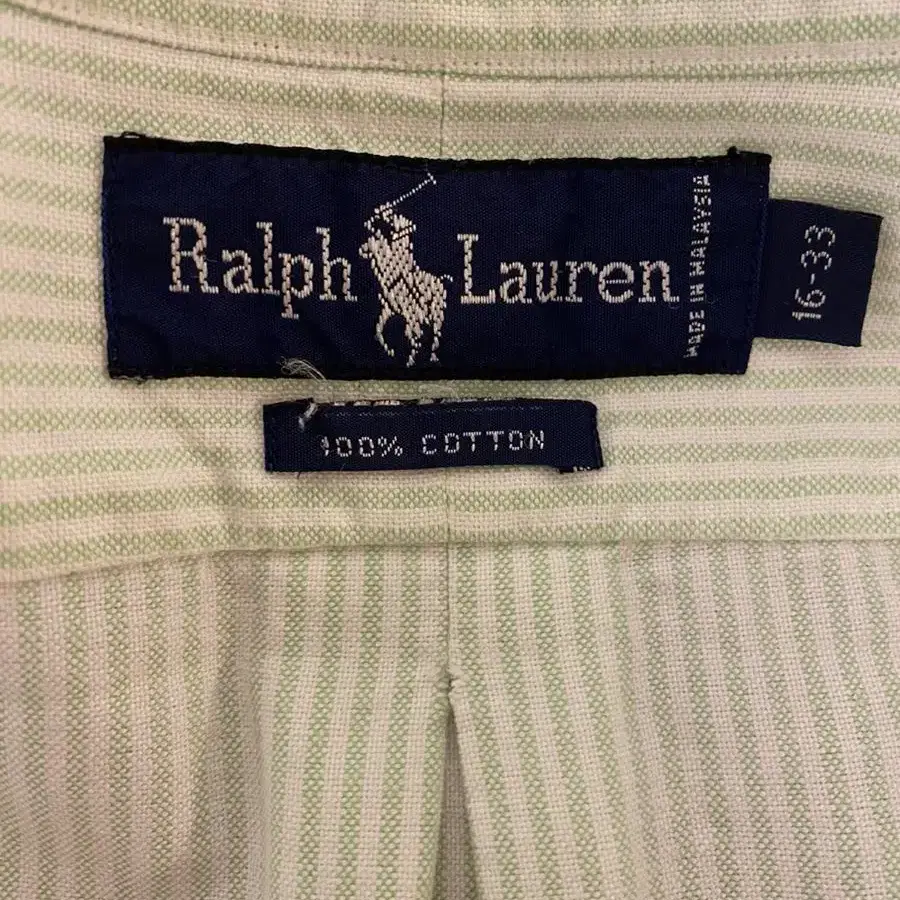 Ralph Lauren
MADE IN MALAYSIA
16-33
100% COTTON